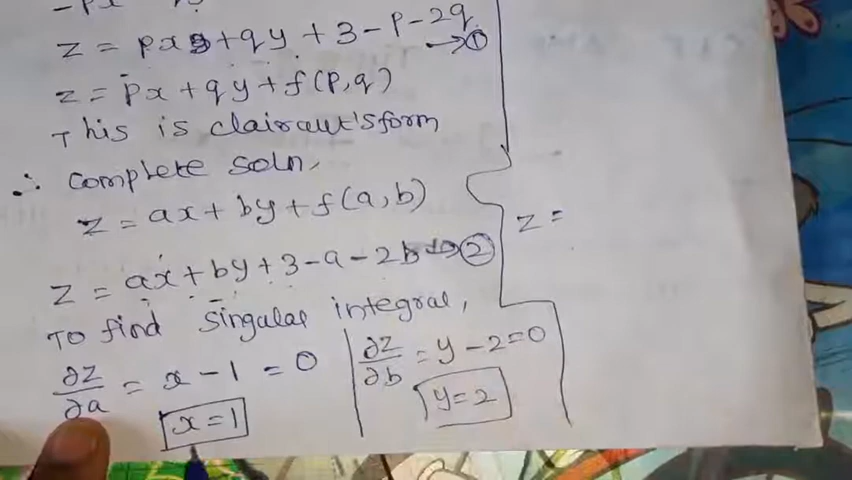 z = px + qy + 3 - p - 2q → ①
z = px + qy + f(p,q)
This is clairaut's form
∴ complete soln,
z = ax + by + f(a,b)
z = ax + by + 3 - a - 2b → ②
To find singular integral,
∂z/∂a = x - 1 = 0
x = 1
∂z/∂b = y - 2 = 0
y = 2
z =